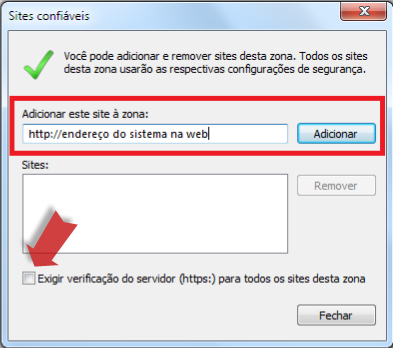 Sites confiáveis
Você pode adicionar e remover sites desta zona. Todos os sites
desta zona usarão as respectivas configurações de segurança.
Adicionar este site à zona:
http://endereço do sistema na web
Adicionar
Sites:
Remover
Exigir verificação do servidor (https:) para todos os sites desta zona
Fechar